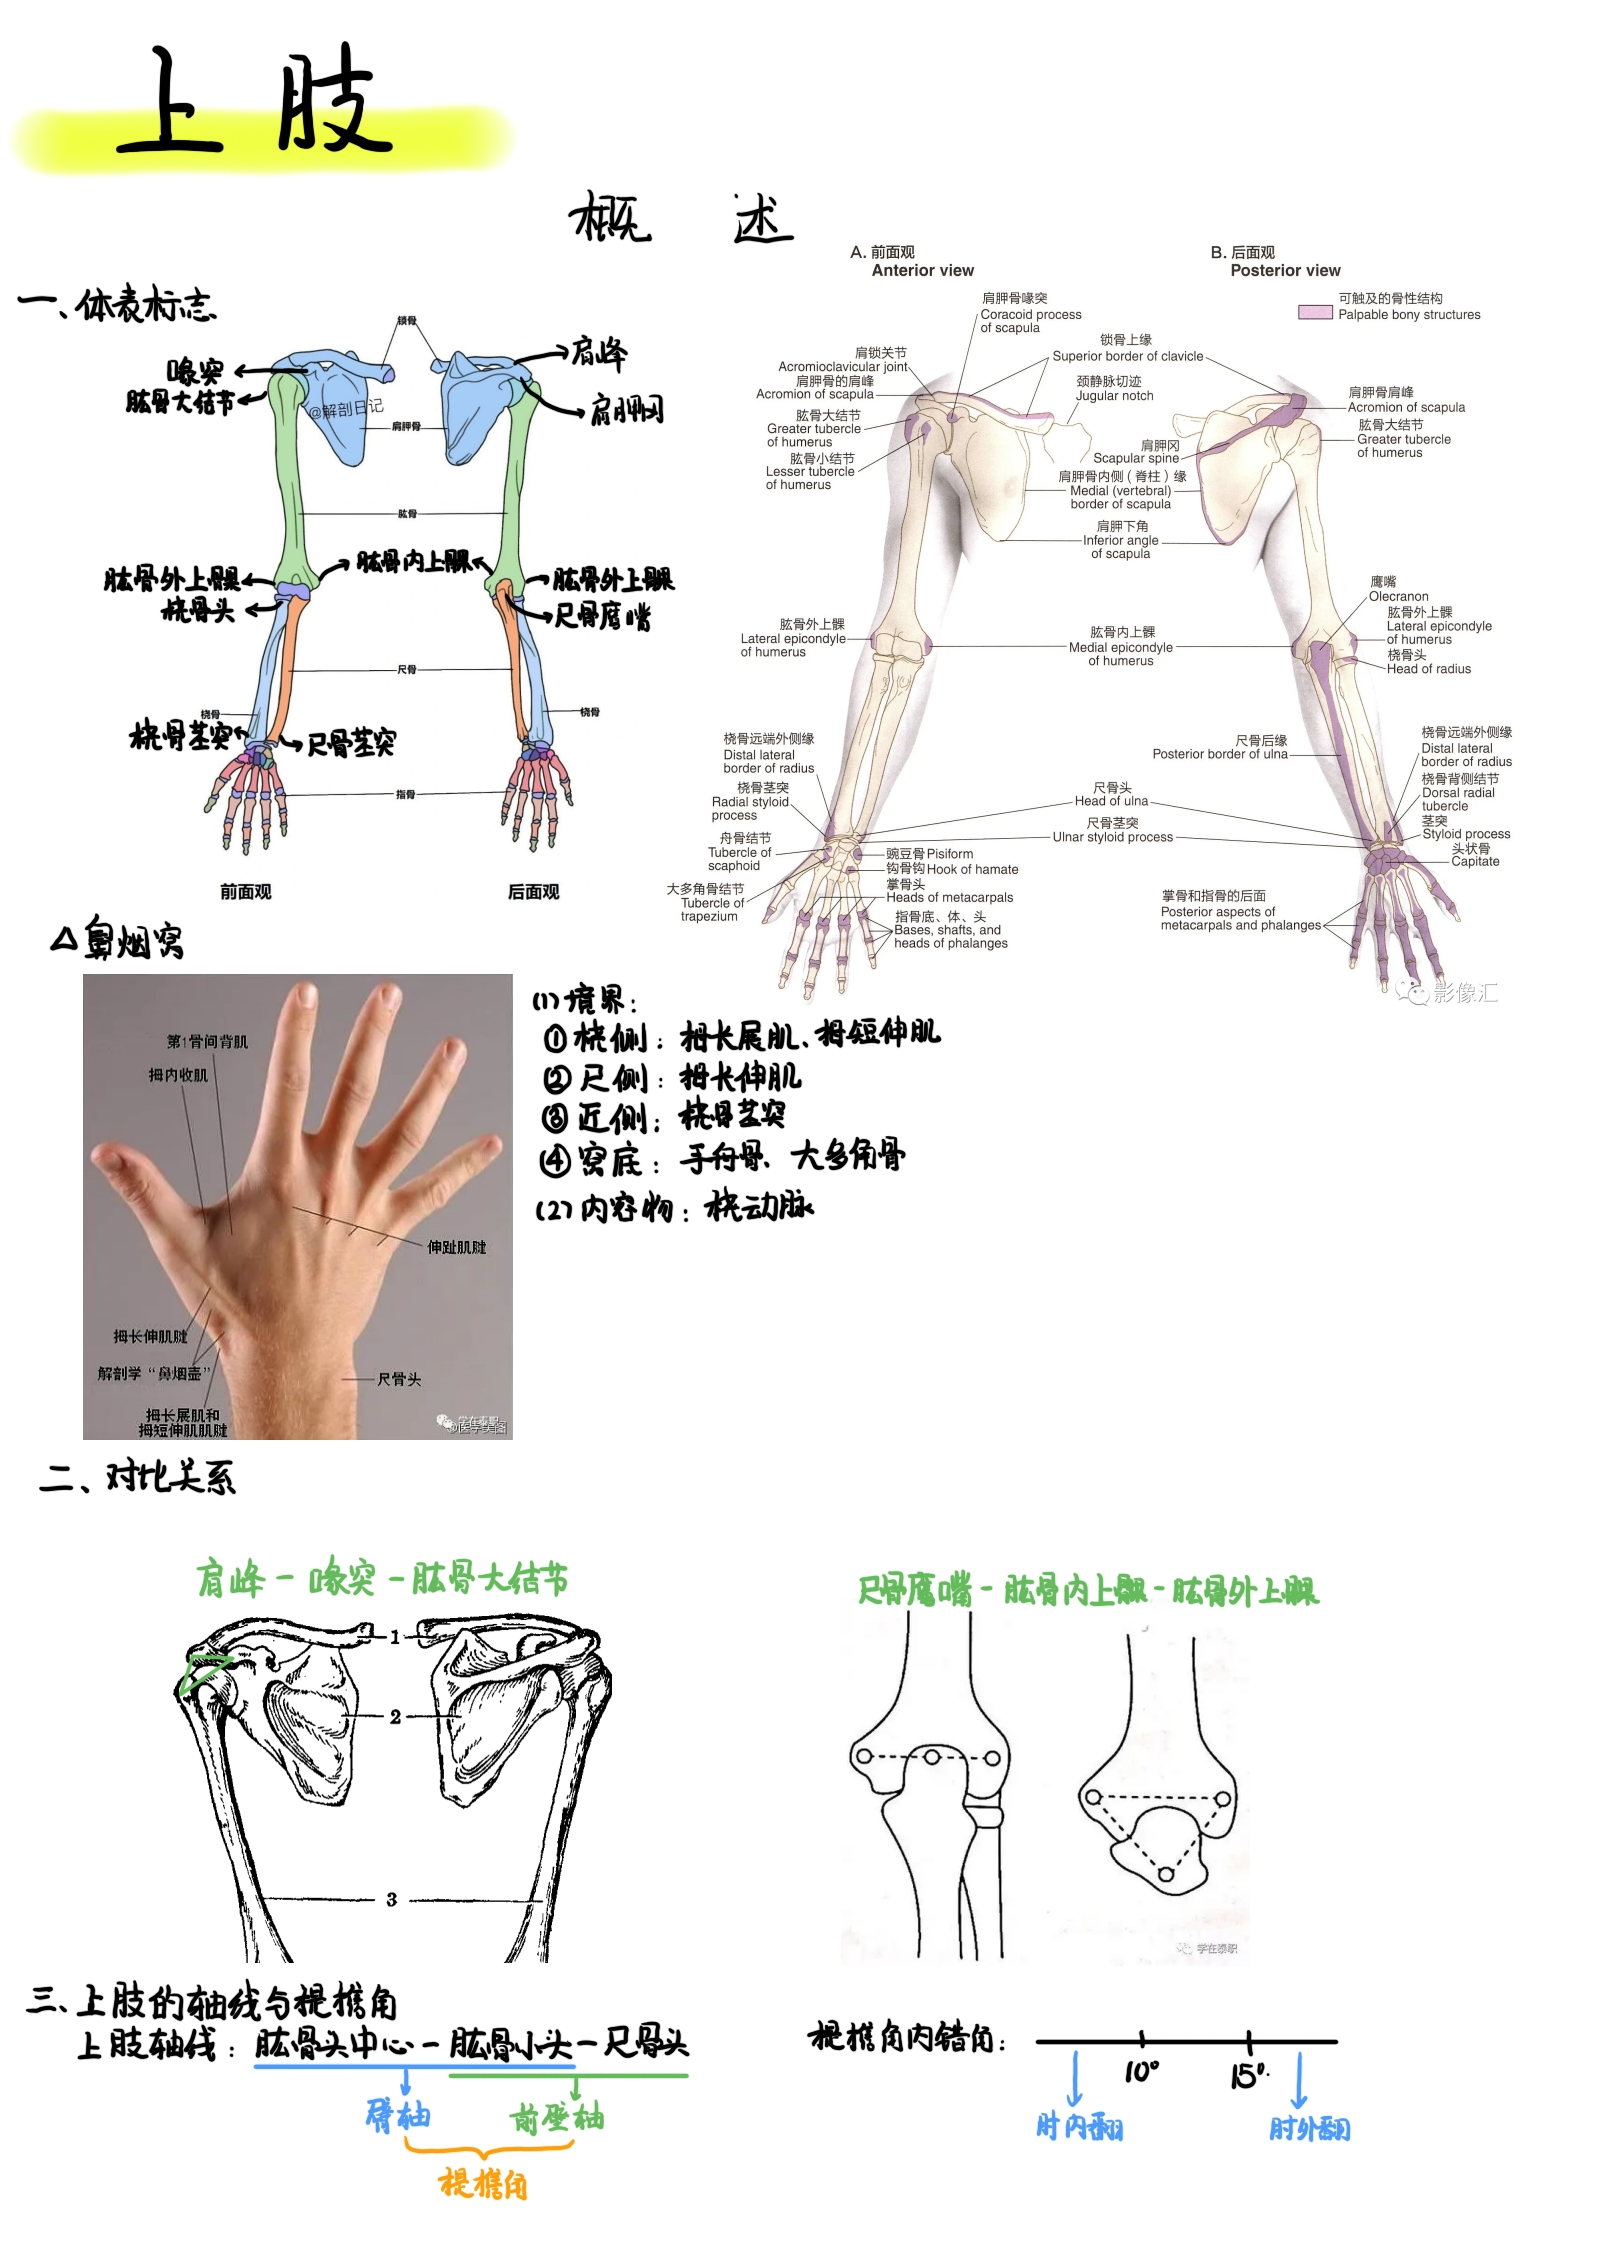 上肢
概述
一、体表标志
锁骨
喙突
肱骨大结节
肩峰
肩胛冈
@解剖日记
肩胛骨
肱骨
肱骨外上髁
桡骨头
肱骨内上髁
肱骨外上髁
尺骨鹰嘴
尺骨
桡骨
桡骨
桡骨茎突
尺骨茎突
指骨
前面观
后面观
A. 前面观
Anterior view
B. 后面观
Posterior view
可触及的骨性结构
Palpable bony structures
肩胛骨喙突
Coracoid process
of scapula
锁骨上缘
Superior border of clavicle
肩锁关节
Acromioclavicular joint
肩胛骨的肩峰
Acromion of scapula
颈静脉切迹
Jugular notch
肱骨大结节
Greater tubercle
of humerus
肱骨小结节
Lesser tubercle
of humerus
肩胛骨肩峰
Acromion of scapula
肱骨大结节
Greater tubercle
of humerus
肩胛冈
Scapular spine
肩胛骨内侧（脊柱）缘
Medial (vertebral)
border of scapula
肩胛下角
Inferior angle
of scapula
鹰嘴
Olecranon
肱骨外上髁
Lateral epicondyle
of humerus
肱骨内上髁
Medial epicondyle
of humerus
肱骨外上髁
Lateral epicondyle
of humerus
桡骨头
Head of radius
桡骨远端外侧缘
Distal lateral
border of radius
桡骨茎突
Radial styloid
process
舟骨结节
Tubercle of
scaphoid
大多角骨结节
Tubercle of
trapezium
尺骨后缘
Posterior border of ulna
尺骨头
Head of ulna
尺骨茎突
Ulnar styloid process
豌豆骨 Pisiform
钩骨钩 Hook of hamate
掌骨头
Heads of metacarpals
指骨底、体、头
Bases, shafts, and
heads of phalanges
桡骨远端外侧缘
Distal lateral
border of radius
桡骨背侧结节
Dorsal radial
tubercle
茎突
Styloid process
头状骨
Capitate
掌骨和指骨的后面
Posterior aspects of
metacarpals and phalanges
影像汇
△鼻烟窝
第1骨间背肌
拇内收肌
伸趾肌腱
拇长伸肌腱
解剖学“鼻烟壶”
拇长展肌和
拇短伸肌肌腱
尺骨头
(1) 境界：
① 桡侧：拇长展肌、拇短伸肌
② 尺侧：拇长伸肌
③ 近侧：桡骨茎突
④ 窝底：手舟骨、大多角骨
(2) 内容物：桡动脉
二、对比关系
肩峰－喙突－肱骨大结节
1
2
3
尺骨鹰嘴－肱骨内上髁－肱骨外上髁
学在泰职
三、上肢的轴线与提携角
上肢轴线：肱骨头中心－肱骨小头－尺骨头
臂轴
前壁轴
提携角
提携角内错角：
10°
15°
肘内翻
肘外翻